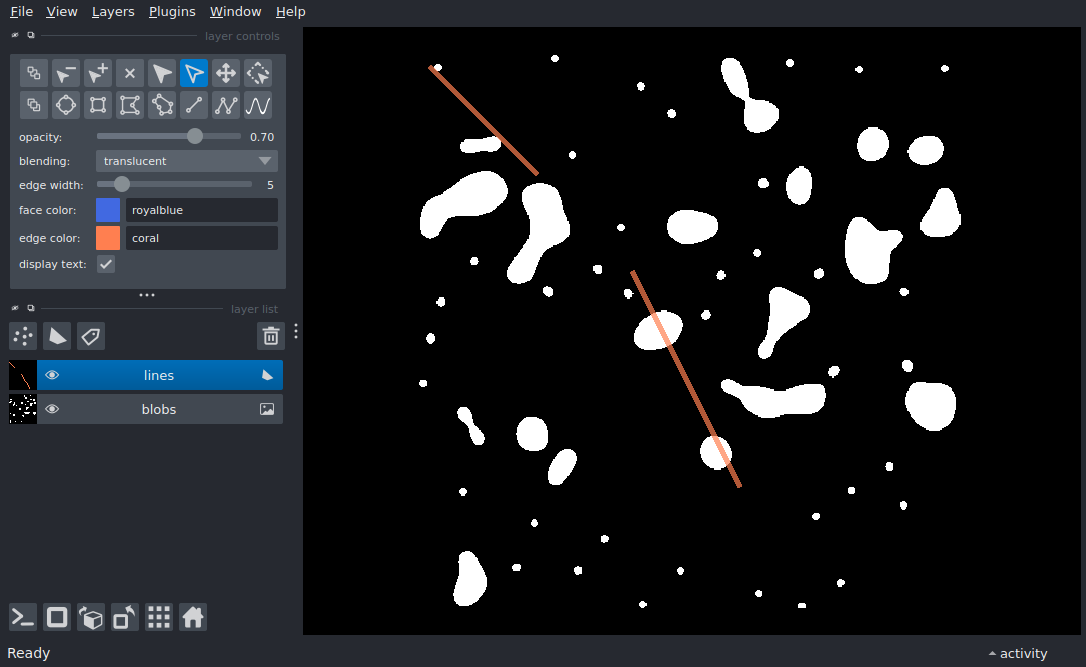 File View Layers Plugins Window Help
layer controls
opacity: 0.70
blending: translucent
edge width: 5
face color: royalblue
edge color: coral
display text:
layer list
lines
blobs
Ready
activity